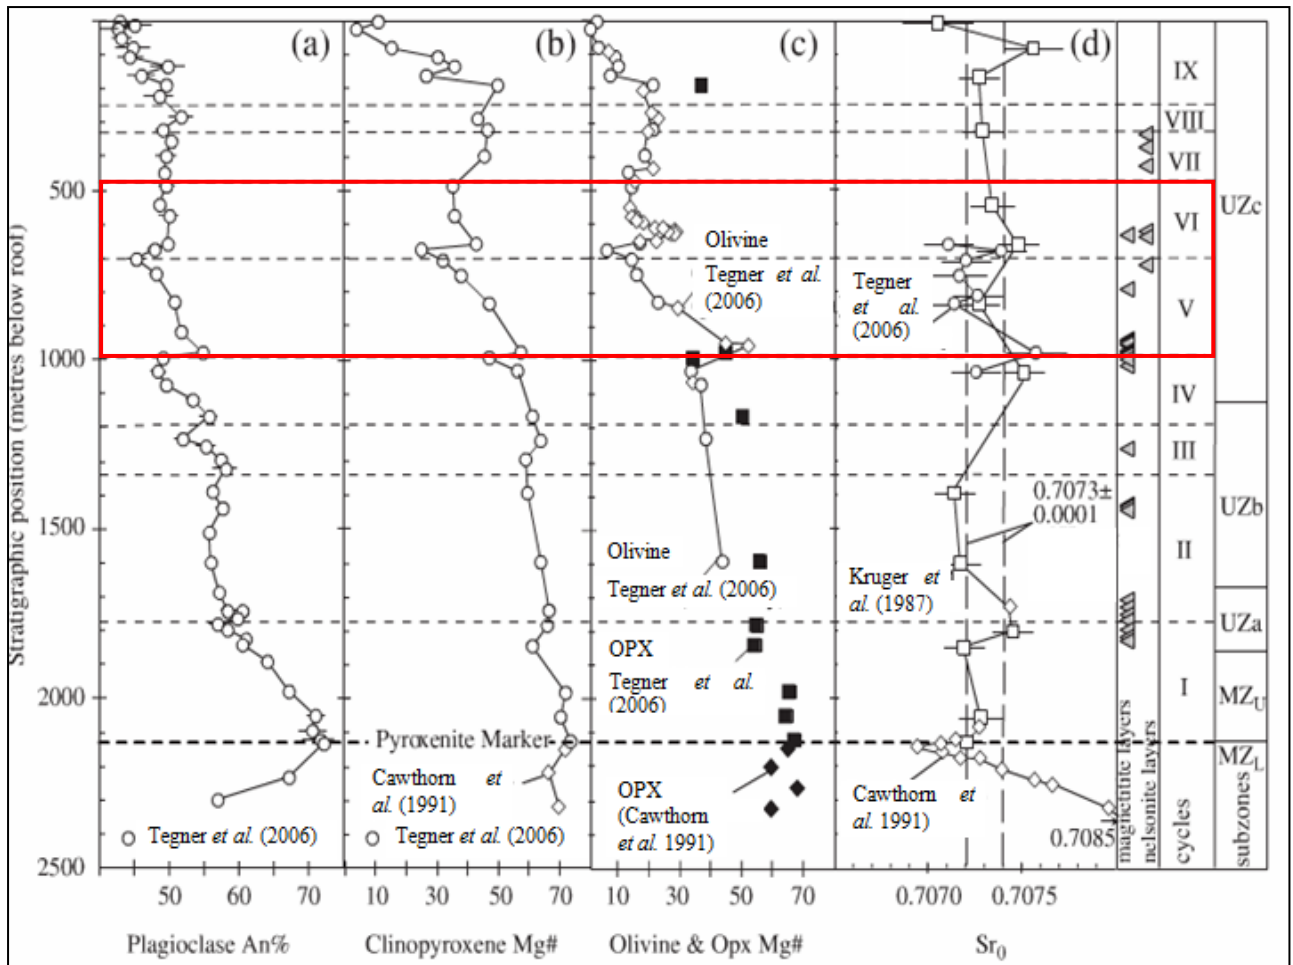 (a)
(b)
(c)
(d)
Stratigraphic position (metres below roof)
500
1000
1500
2000
2500
Olivine
Tegner et al.
(2006)
Tegner
et al.
(2006)
0.7073±
0.0001
Olivine
Tegner et al. (2006)
Kruger et
al. (1987)
OPX
Tegner et al.
(2006)
Pyroxenite Marker
Cawthorn et
al. (1991)
OPX
(Cawthorn
et al. 1991)
Cawthorn et
al. 1991)
0.7085
Tegner et al. (2006)
Tegner et al. (2006)
IX
VIII
VII
VI
V
IV
III
II
I
UZc
UZb
UZa
MZU
MZL
magnetitite layers
nelsonite layers
cycles
subzones
50 60 70
10 30 50 70
10 30 50 70
0.7070 0.7075
Plagioclase An%
Clinopyroxene Mg#
Olivine & Opx Mg#
Sr0